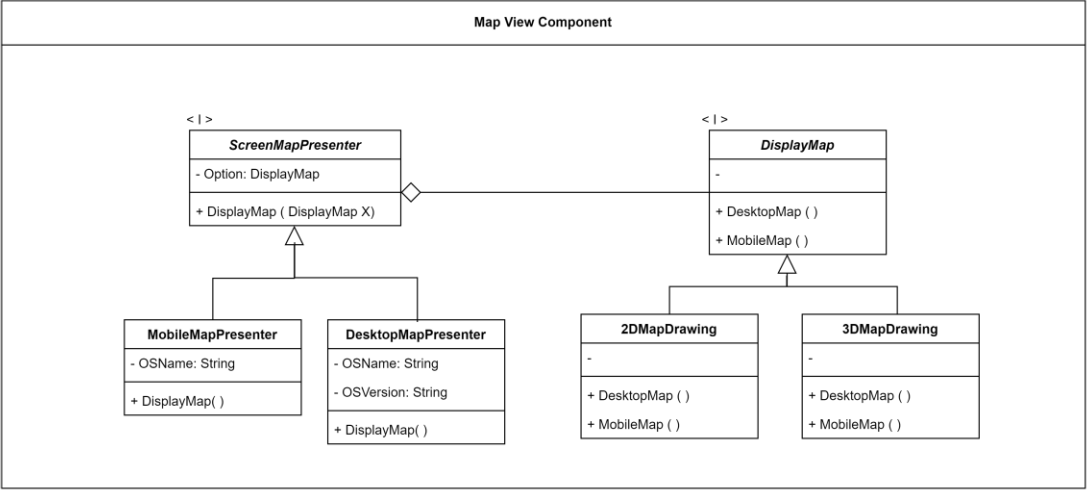 Map View Component
< I >
ScreenMapPresenter
- Option: DisplayMap
+ DisplayMap ( DisplayMap X)
< I >
DisplayMap
-
+ DesktopMap ( )
+ MobileMap ( )
MobileMapPresenter
- OSName: String
+ DisplayMap( )
DesktopMapPresenter
- OSName: String
- OSVersion: String
+ DisplayMap( )
2DMapDrawing
-
+ DesktopMap ( )
+ MobileMap ( )
3DMapDrawing
-
+ DesktopMap ( )
+ MobileMap ( )